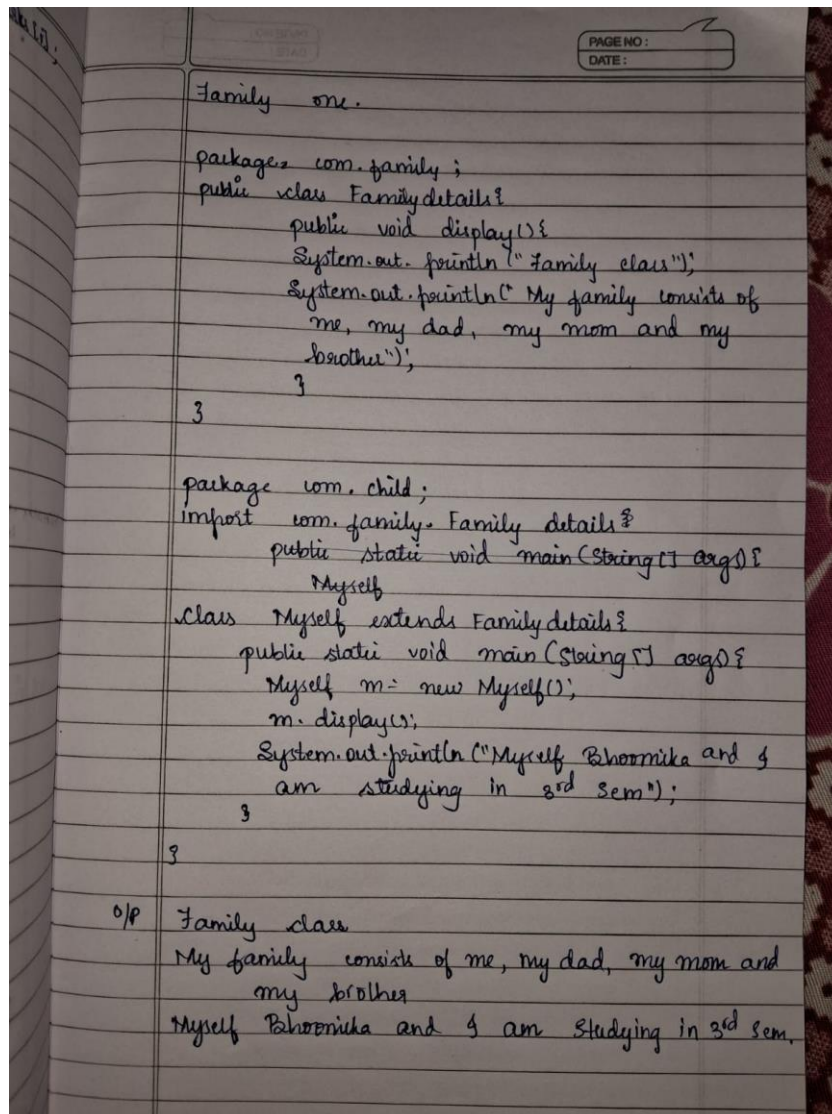 PAGE NO:
DATE:
Family one.
package com.family;
public class Familydetails{
public void display(){
System.out.println("Family class");
System.out.println("My family consists of
me, my dad, my mom and my
brother");
}
}
package com.child;
import com.family.Family details{
public static void main(String[] args){
Myself
class Myself extends Familydetails{
public static void main(String[] args){
Myself m = new Myself();
m.display();
System.out.println("Myself Bhoomika and I
am studying in 3rd Sem");
}
}
O/P Family class
My family consists of me, my dad, my mom and
my brother
Myself Bhoomika and I am Studying in 3rd Sem.